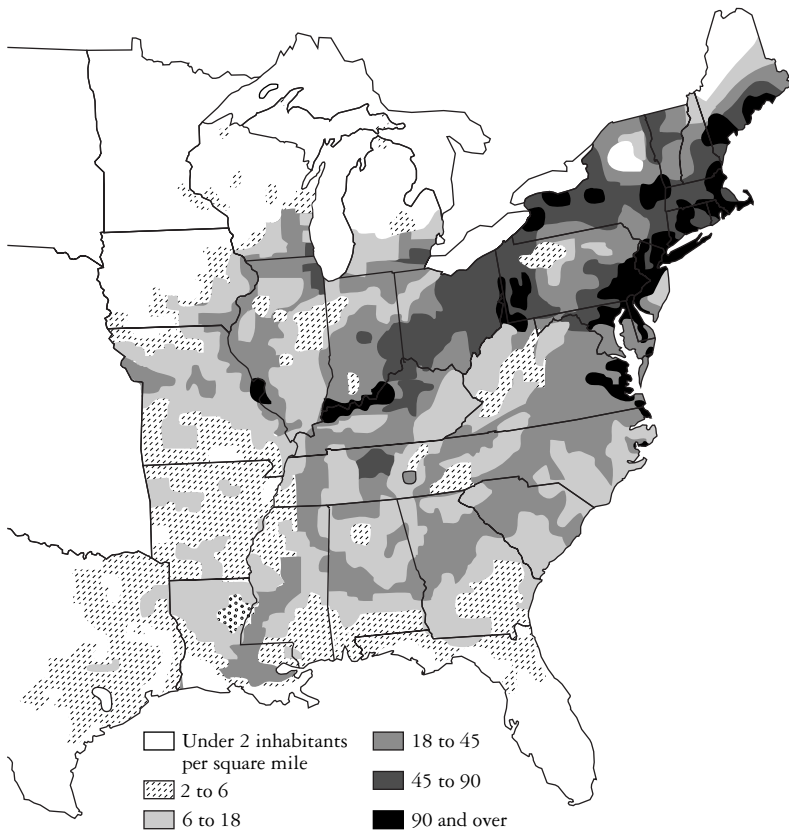 Under 2 inhabitants
per square mile
2 to 6
6 to 18
18 to 45
45 to 90
90 and over